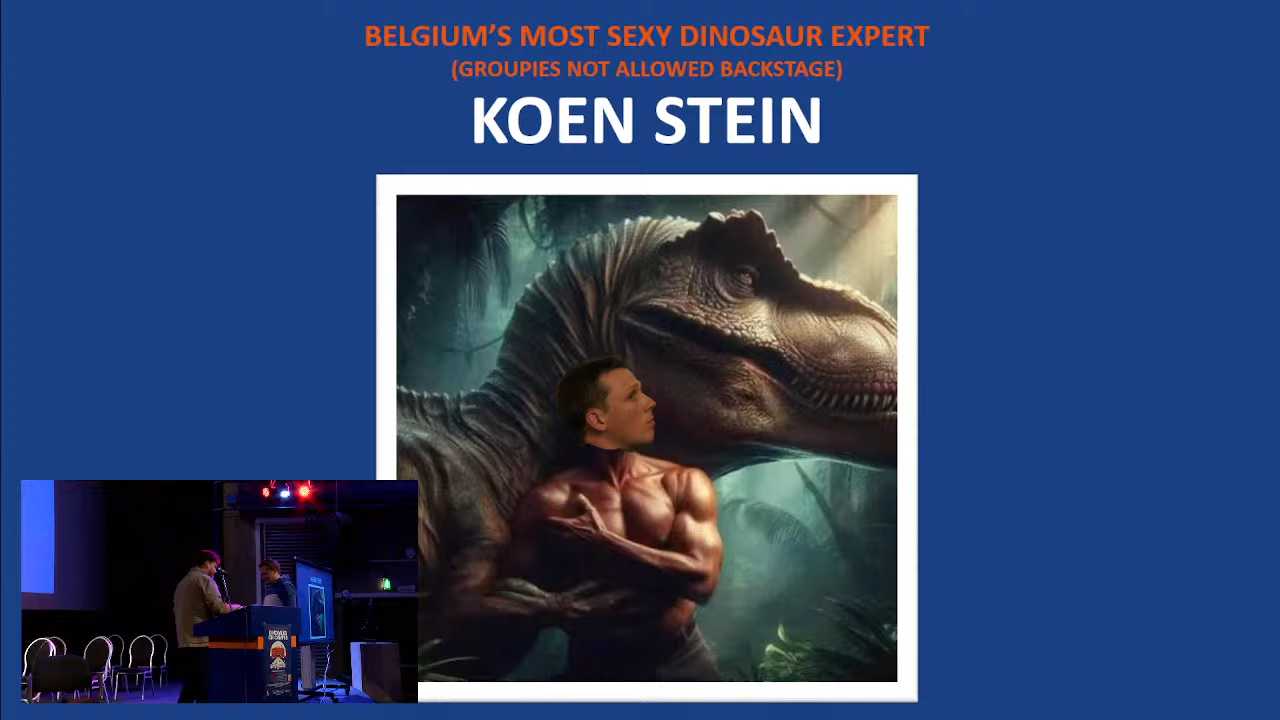 BELGIUM'S MOST SEXY DINOSAUR EXPERT
(GROUPIES NOT ALLOWED BACKSTAGE)
KOEN STEIN